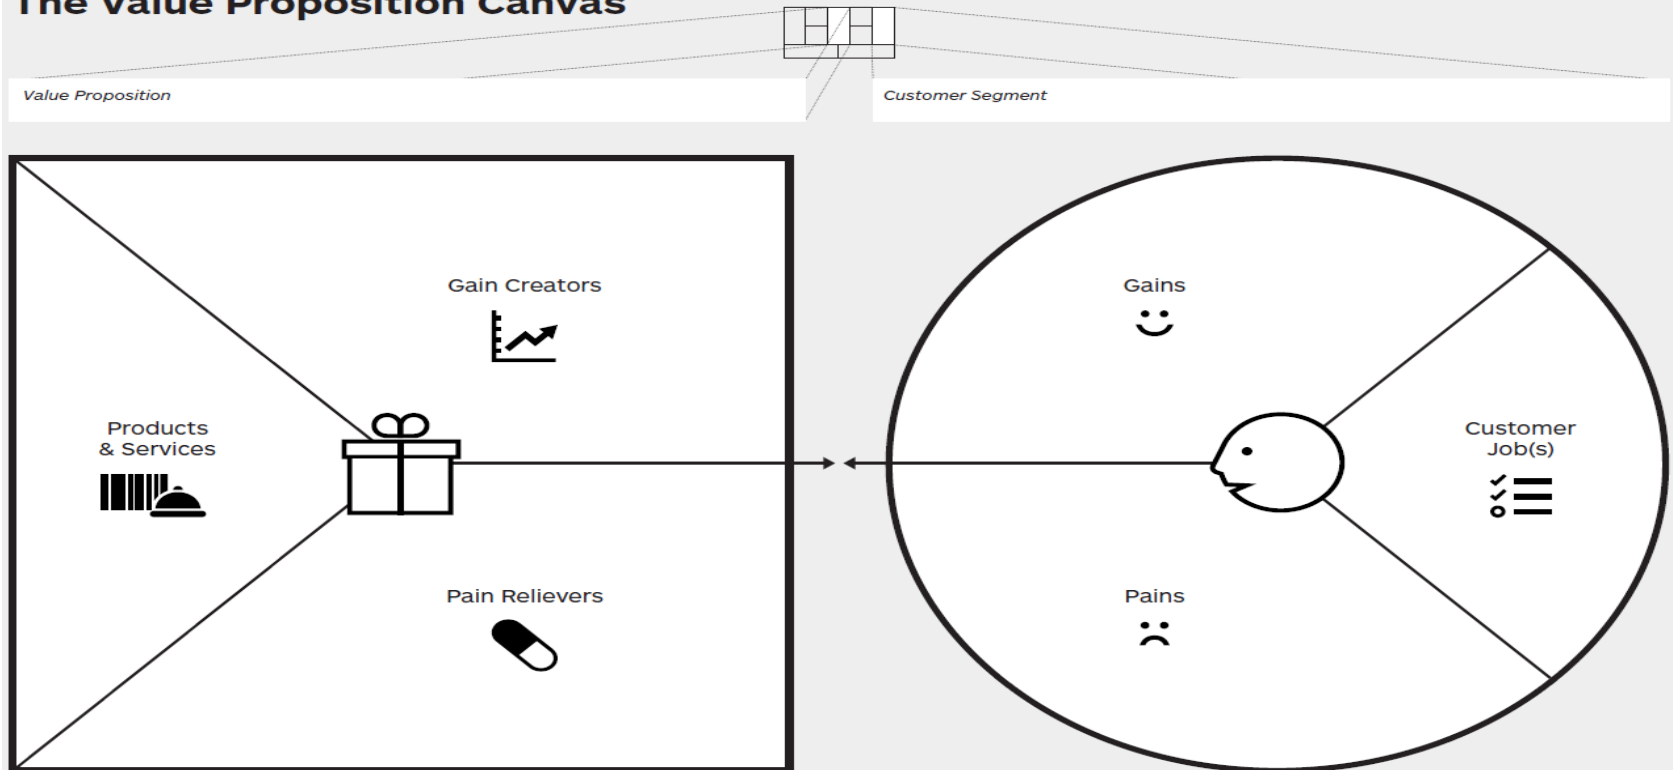 The Value Proposition Canvas
Value Proposition
Customer Segment
Gain Creators
Gains
Products
& Services
Customer
Job(s)
Pain Relievers
Pains